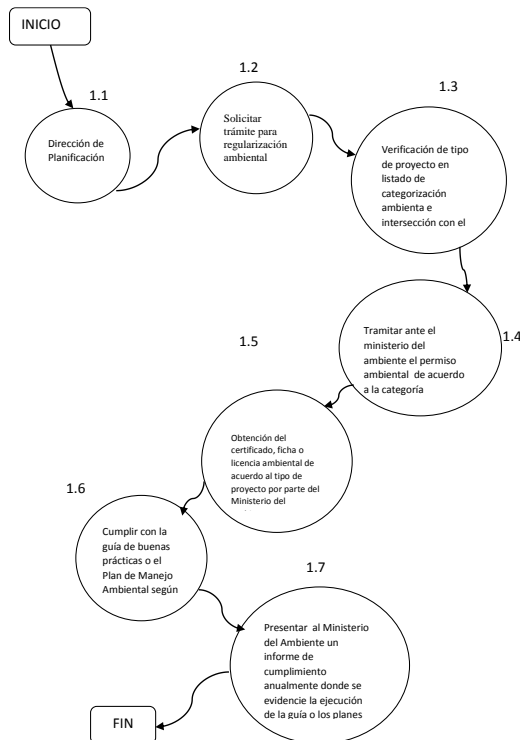 INICIO
1.1
Dirección de
Planificación
1.2
Solicitar
trámite para
regularización
ambiental
1.3
Verificación de tipo
de proyecto en
listado de
categorización
ambienta e
intersección con el
1.4
Tramitar ante el
ministerio del
ambiente el permiso
ambiental de acuerdo
a la categoría
1.5
Obtención del
certificado, ficha o
licencia ambiental de
acuerdo al tipo de
proyecto por parte del
Ministerio del
1.6
Cumplir con la
guía de buenas
prácticas o el
Plan de Manejo
Ambiental según
1.7
Presentar al Ministerio
del Ambiente un
informe de
cumplimiento
anualmente donde se
evidencie la ejecución
de la guía o los planes
FIN